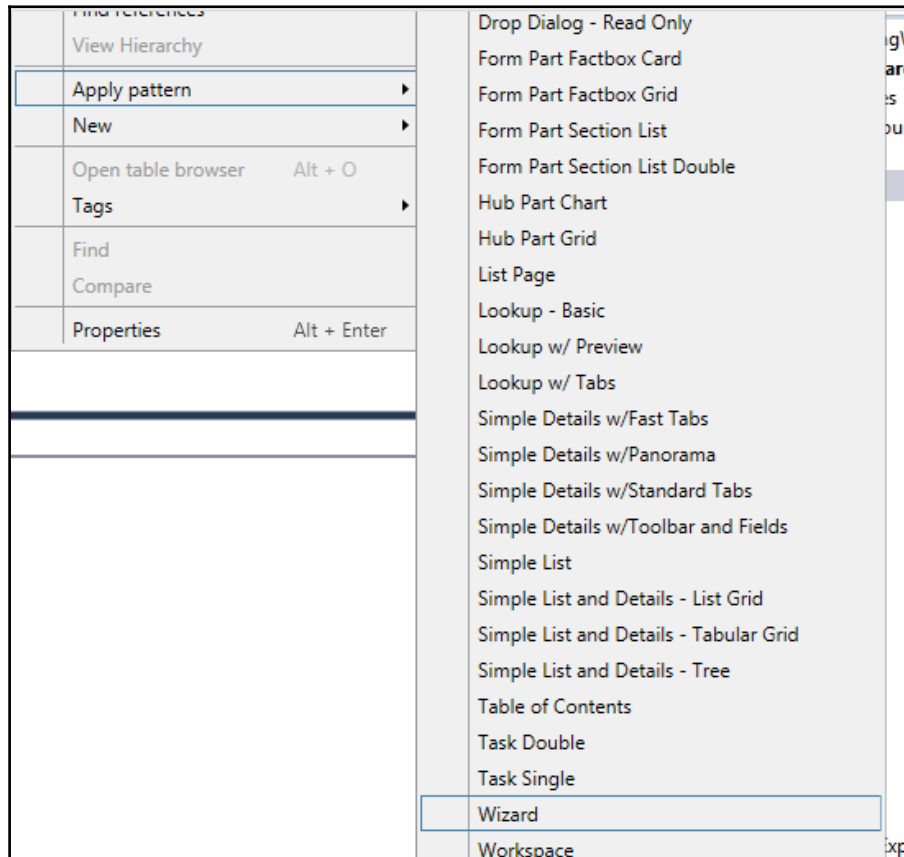 Find references
View Hierarchy
Apply pattern
New
Open table browser Alt + O
Tags
Find
Compare
Properties Alt + Enter
Drop Dialog - Read Only
Form Part Factbox Card
Form Part Factbox Grid
Form Part Section List
Form Part Section List Double
Hub Part Chart
Hub Part Grid
List Page
Lookup - Basic
Lookup w/ Preview
Lookup w/ Tabs
Simple Details w/Fast Tabs
Simple Details w/Panorama
Simple Details w/Standard Tabs
Simple Details w/Toolbar and Fields
Simple List
Simple List and Details - List Grid
Simple List and Details - Tabular Grid
Simple List and Details - Tree
Table of Contents
Task Double
Task Single
Wizard
Workspace